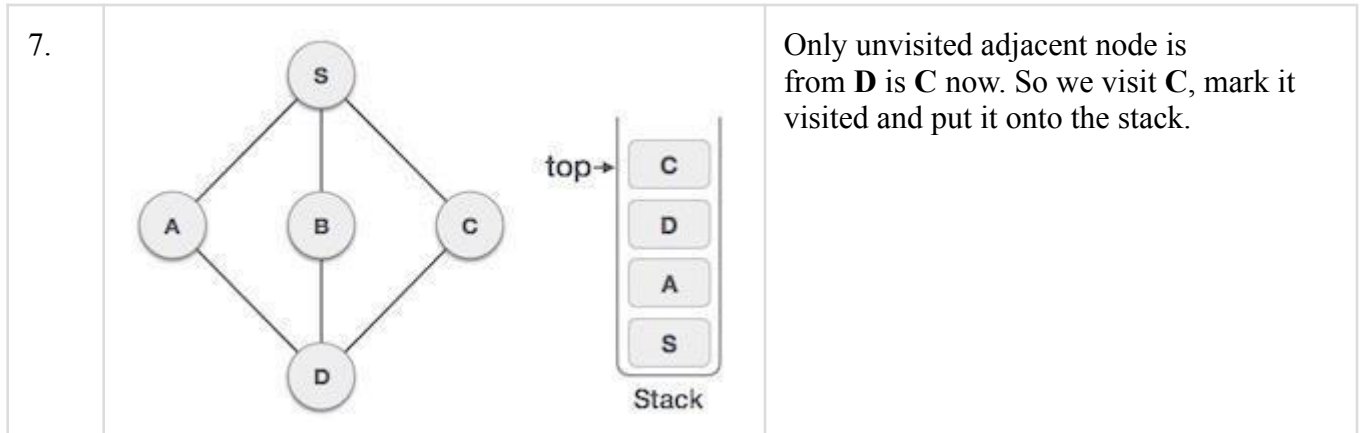 7.
S
A
B
C
D
top→
C
D
A
S
Stack
Only unvisited adjacent node is
from D is C now. So we visit C, mark it
visited and put it onto the stack.